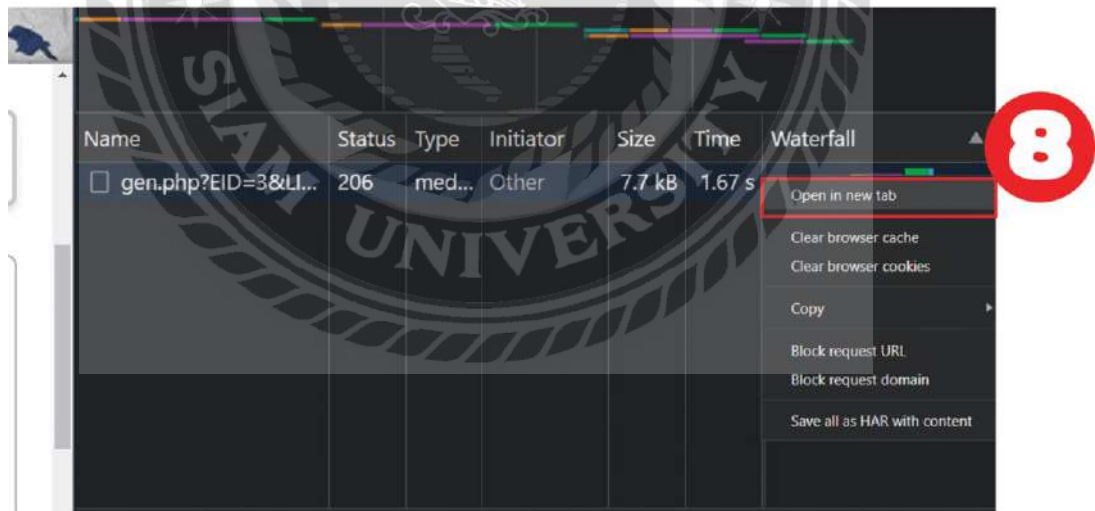 8
Name Status Type Initiator Size Time Waterfall
gen.php?EID=3&LI... 206 med... Other 7.7 kB 1.67 s
Open in new tab
Clear browser cache
Clear browser cookies
Copy
Block request URL
Block request domain
Save all as HAR with content
SIAM UNIVERSITY